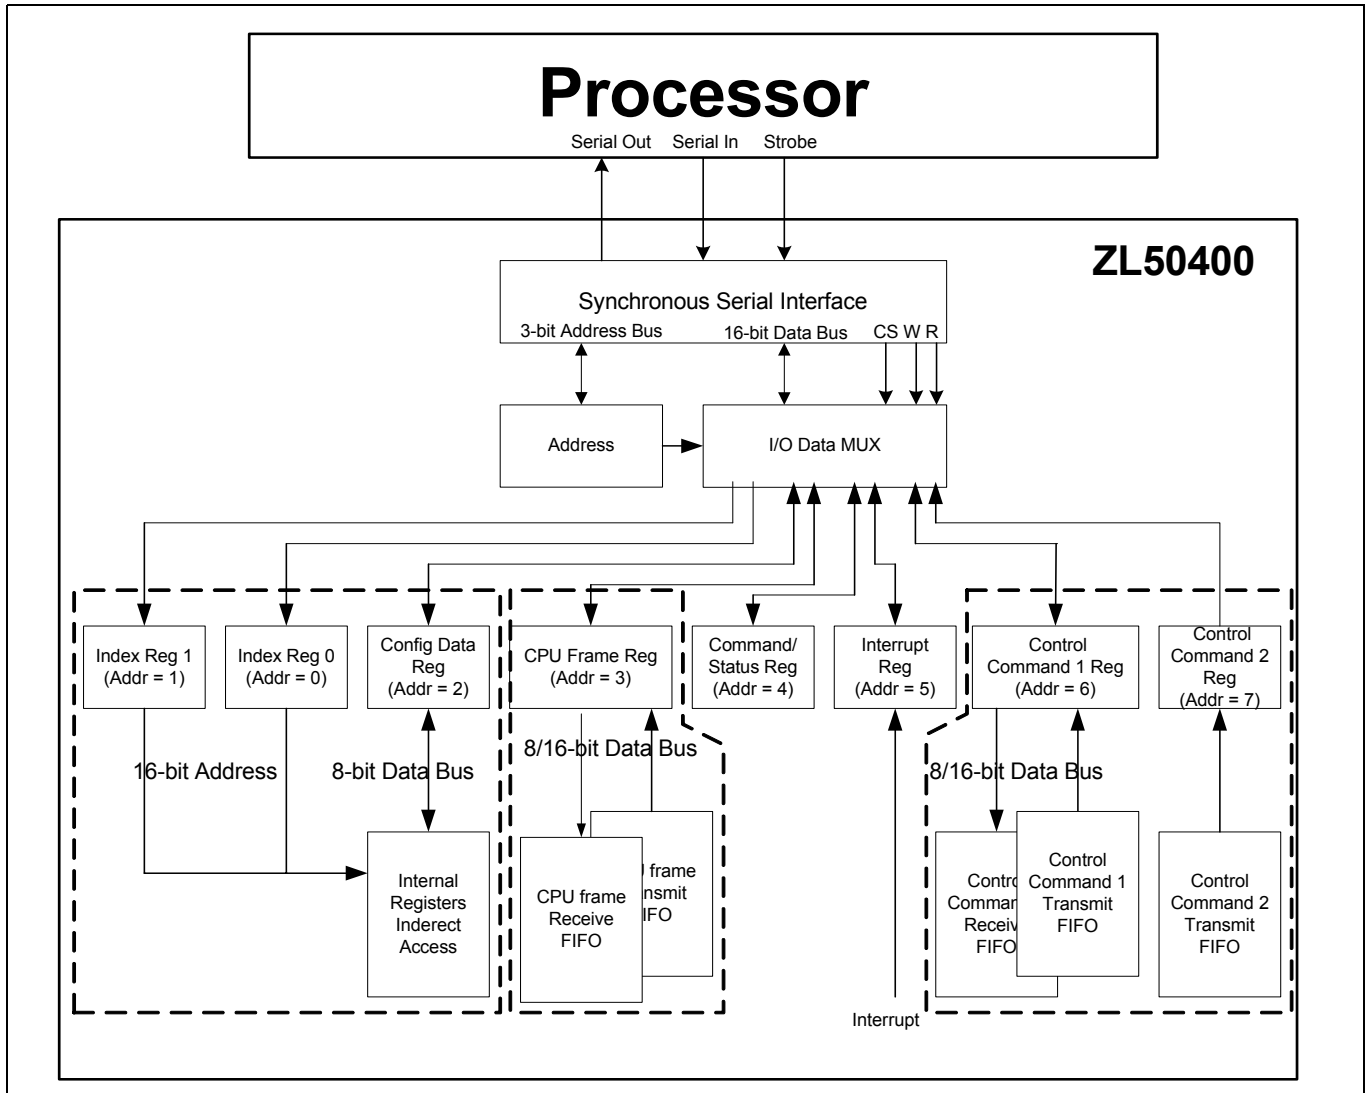 Processor
Serial Out Serial In Strobe
ZL50400
Synchronous Serial Interface
3-bit Address Bus 16-bit Data Bus CS W R
Address
I/O Data MUX
Index Reg 1
(Addr = 1)
Index Reg 0
(Addr = 0)
Config Data
Reg
(Addr = 2)
CPU Frame Reg
(Addr = 3)
Command/
Status Reg
(Addr = 4)
Interrupt
Reg
(Addr = 5)
Control
Command 1 Reg
(Addr = 6)
Control
Command 2
Reg
(Addr = 7)
16-bit Address
8-bit Data Bus
8/16-bit Data Bus
8/16-bit Data Bus
Internal
Registers
Inderect
Access
CPU frame
Receive
FIFO
frame
Control
Command 1
Transmit
FIFO
Receiv
FIFO
Control
Command 2
Transmit
FIFO
Interrupt